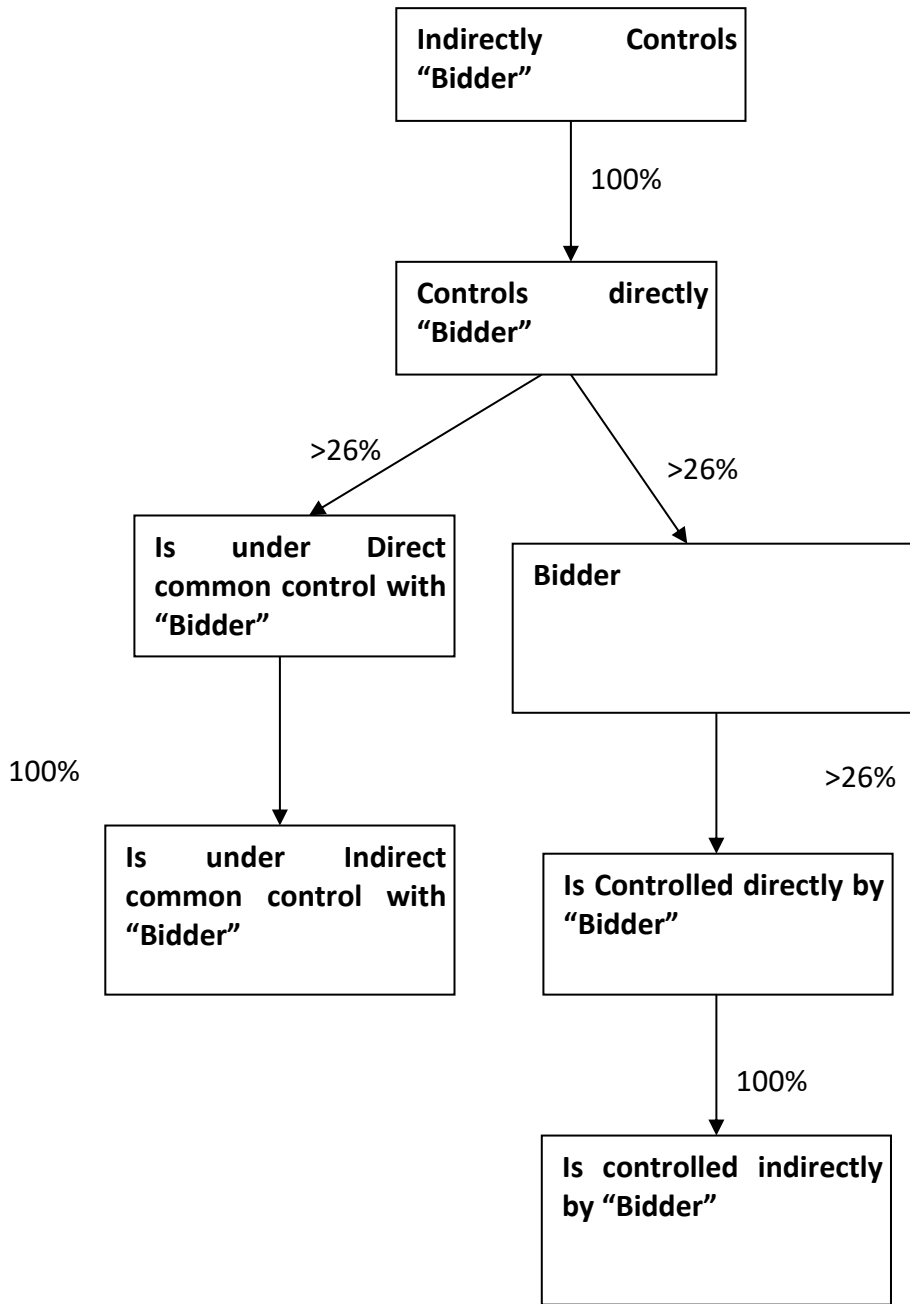 Indirectly Controls
“Bidder”
100%
Controls directly
“Bidder”
>26%
>26%
Is under Direct
common control with
“Bidder”
Bidder
100%
>26%
Is under Indirect
common control with
“Bidder”
Is Controlled directly by
“Bidder”
100%
Is controlled indirectly
by “Bidder”